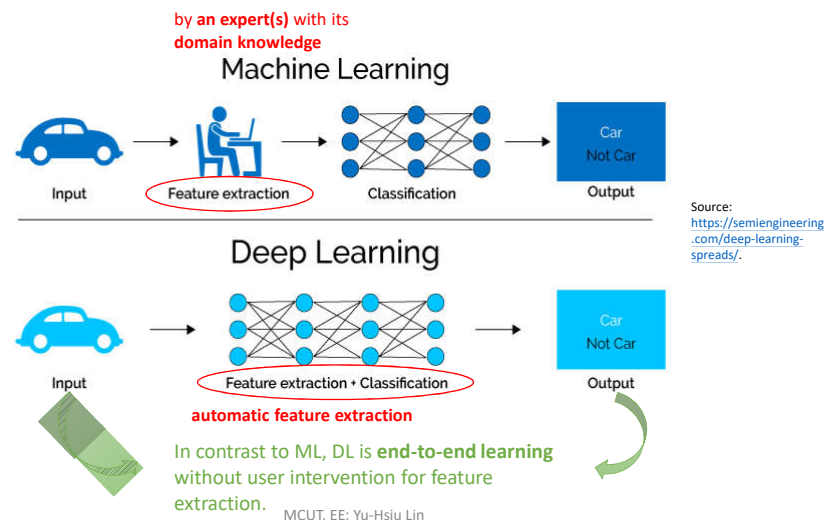 by an expert(s) with its
domain knowledge
Machine Learning
Input
Feature extraction
Classification
Car
Not Car
Output
Source:
https://semiengineering
.com/deep-learning-
spreads/.
Deep Learning
Input
Feature extraction + Classification
Car
Not Car
Output
automatic feature extraction
In contrast to ML, DL is end-to-end learning
without user intervention for feature
extraction.
MCUT. EE: Yu-Hsiu Lin